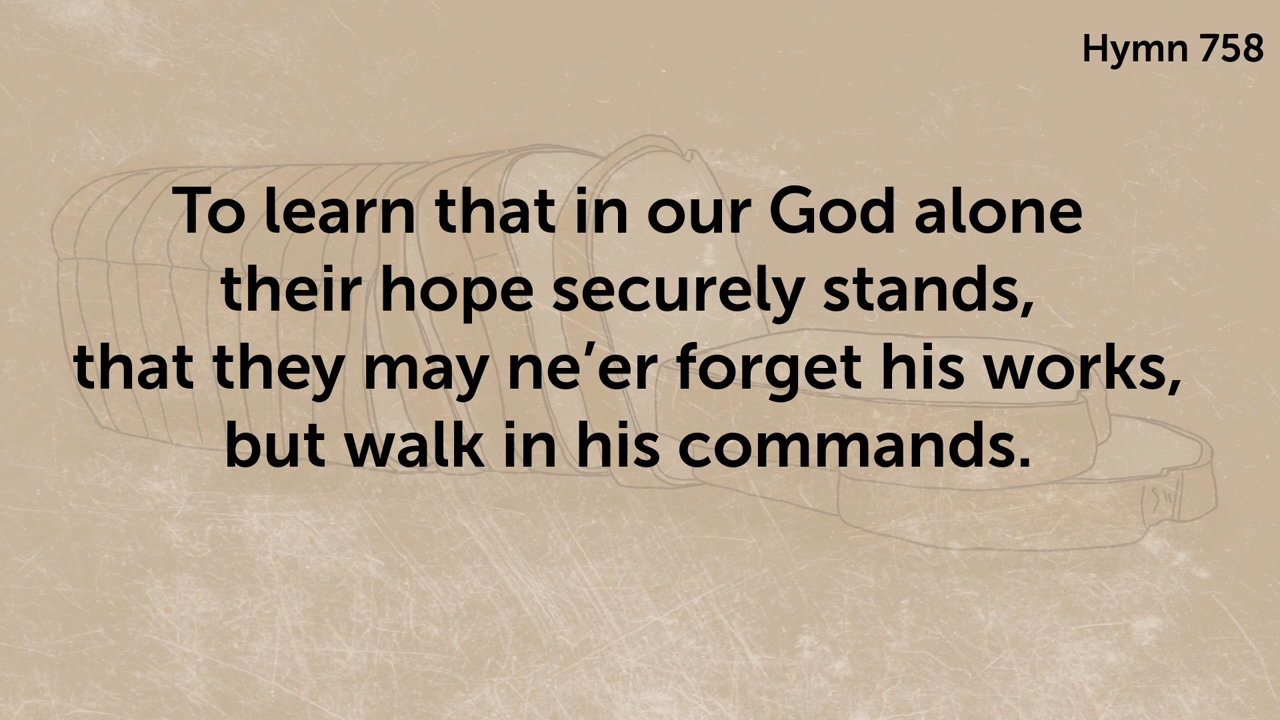 Hymn 758
To learn that in our God alone
their hope securely stands,
that they may ne’er forget his works,
but walk in his commands.